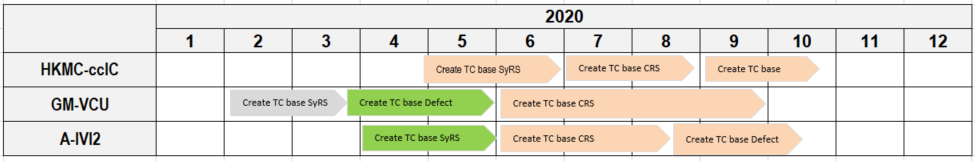 2020
1 2 3 4 5 6 7 8 9 10 11 12
HKMC-ccIC Create TC base SyRS Create TC base CRS Create TC base
GM-VCU Create TC base SyRS Create TC base Defect Create TC base CRS
A-IVI2 Create TC base SyRS Create TC base CRS Create TC base Defect